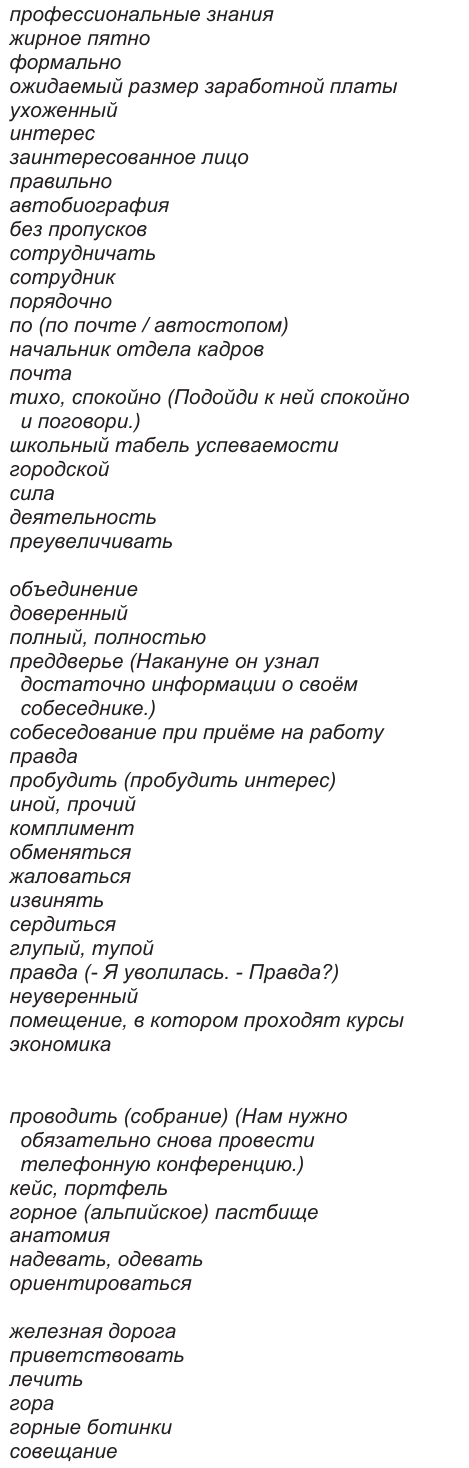 профессиональные знания
жирное пятно
формально
ожидаемый размер заработной платы
ухоженный
интерес
заинтересованное лицо
правильно
автобиография
без пропусков
сотрудничать
сотрудник
порядочно
по (по почте / автостопом)
начальник отдела кадров
почта
тихо, спокойно (Подойди к ней спокойно
и поговори.)
школьный табель успеваемости
городской
сила
деятельность
преувеличивать
объединение
доверенный
полный, полностью
преддверье (Накануне он узнал
достаточно информации о своём
собеседнике.)
собеседование при приёме на работу
правда
пробудить (пробудить интерес)
иной, прочий
комплимент
обменяться
жаловаться
извинять
сердиться
глупый, тупой
правда (- Я уволилась. - Правда?)
неуверенный
помещение, в котором проходят курсы
экономика
проводить (собрание) (Нам нужно
обязательно снова провести
телефонную конференцию.)
кейс, портфель
горное (альпийское) пастбище
анатомия
надевать, одевать
ориентироваться
железная дорога
приветствовать
лечить
гора
горные ботинки
совещание